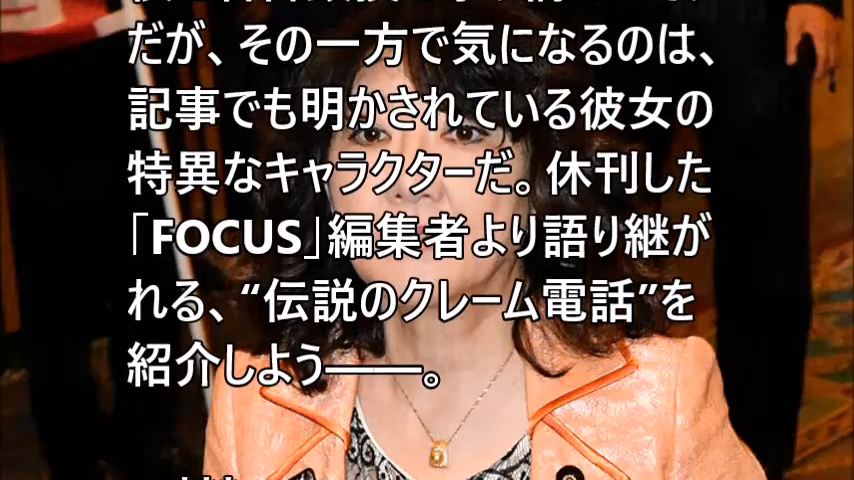 だが、その一方で気になるのは、
記事でも明かされている彼女の
特異なキャラクターだ。休刊した
「FOCUS」編集者より語り継が
れる、“伝説のクレーム電話”を
紹介しよう――。